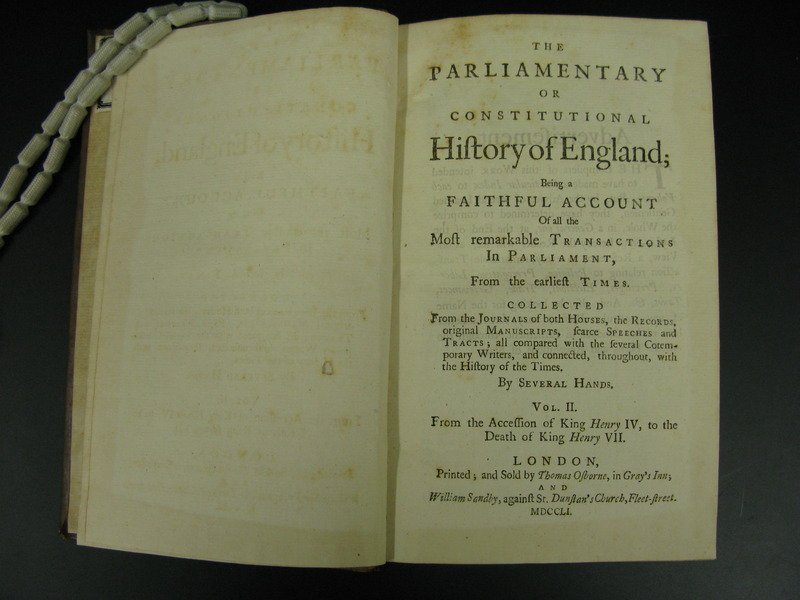 THE
PARLIAMENTARY
OR
CONSTITUTIONAL
Hiſtory of England;
Being a
FAITHFUL ACCOUNT
Of all the
Moſt remarkable TRANSACTIONS
In PARLIAMENT,
From the earlieſt TIMES.
COLLECTED
From the JOURNALS of both HOUSES, the RECORDS,
original MANUSCRIPTS, ſcarce SPEECHES and
TRACTS; all compared with the ſeveral Cotem-
porary Writers, and connected, throughout, with
the Hiſtory of the Times.
By SEVERAL HANDS.
VOL. II.
From the Acceſſion of King Henry IV, to the
Death of King Henry VII.
LONDON,
Printed; and Sold by Thomas Oſborne, in Gray's Inn;
AND
William Sandby, againſt St. Dunſtan's Church, Fleet-ſtreet.
MDCCLI.